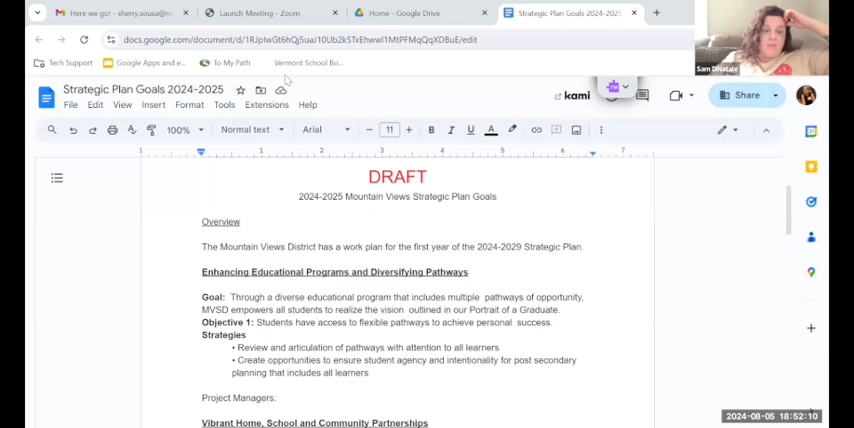 Here we go! - sherry.sousa@m
Launch Meeting - Zoom
Home - Google Drive
Strategic Plan Goals 2024-2025
Sam DiNatale
Tech Support
Google Apps and e...
To My Path
Vermont School Bo...
Strategic Plan Goals 2024-2025
File Edit View Insert Format Tools Extensions Help
kami
Share
100%
Normal text
Arial
11
B I U A
1 1 2 3 4 5 6 7
DRAFT
2024-2025 Mountain Views Strategic Plan Goals
Overview
The Mountain Views District has a work plan for the first year of the 2024-2029 Strategic Plan.
Enhancing Educational Programs and Diversifying Pathways
Goal: Through a diverse educational program that includes multiple pathways of opportunity,
MVSD empowers all students to realize the vision outlined in our Portrait of a Graduate.
Objective 1: Students have access to flexible pathways to achieve personal success.
Strategies
• Review and articulation of pathways with attention to all learners
• Create opportunities to ensure student agency and intentionality for post secondary
planning that includes all learners
Project Managers:
Vibrant Home, School and Community Partnerships
2024-08-05 18:52:10